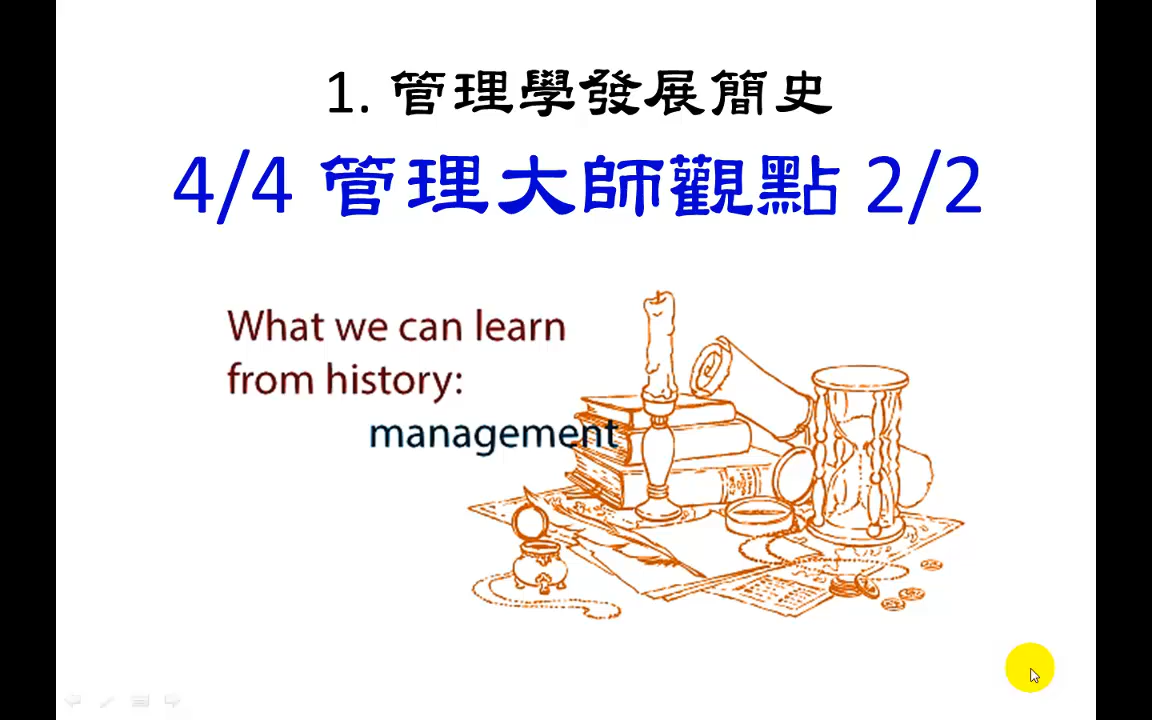 1. 管理學發展簡史
4/4 管理大師觀點 2/2
What we can learn
from history:
management